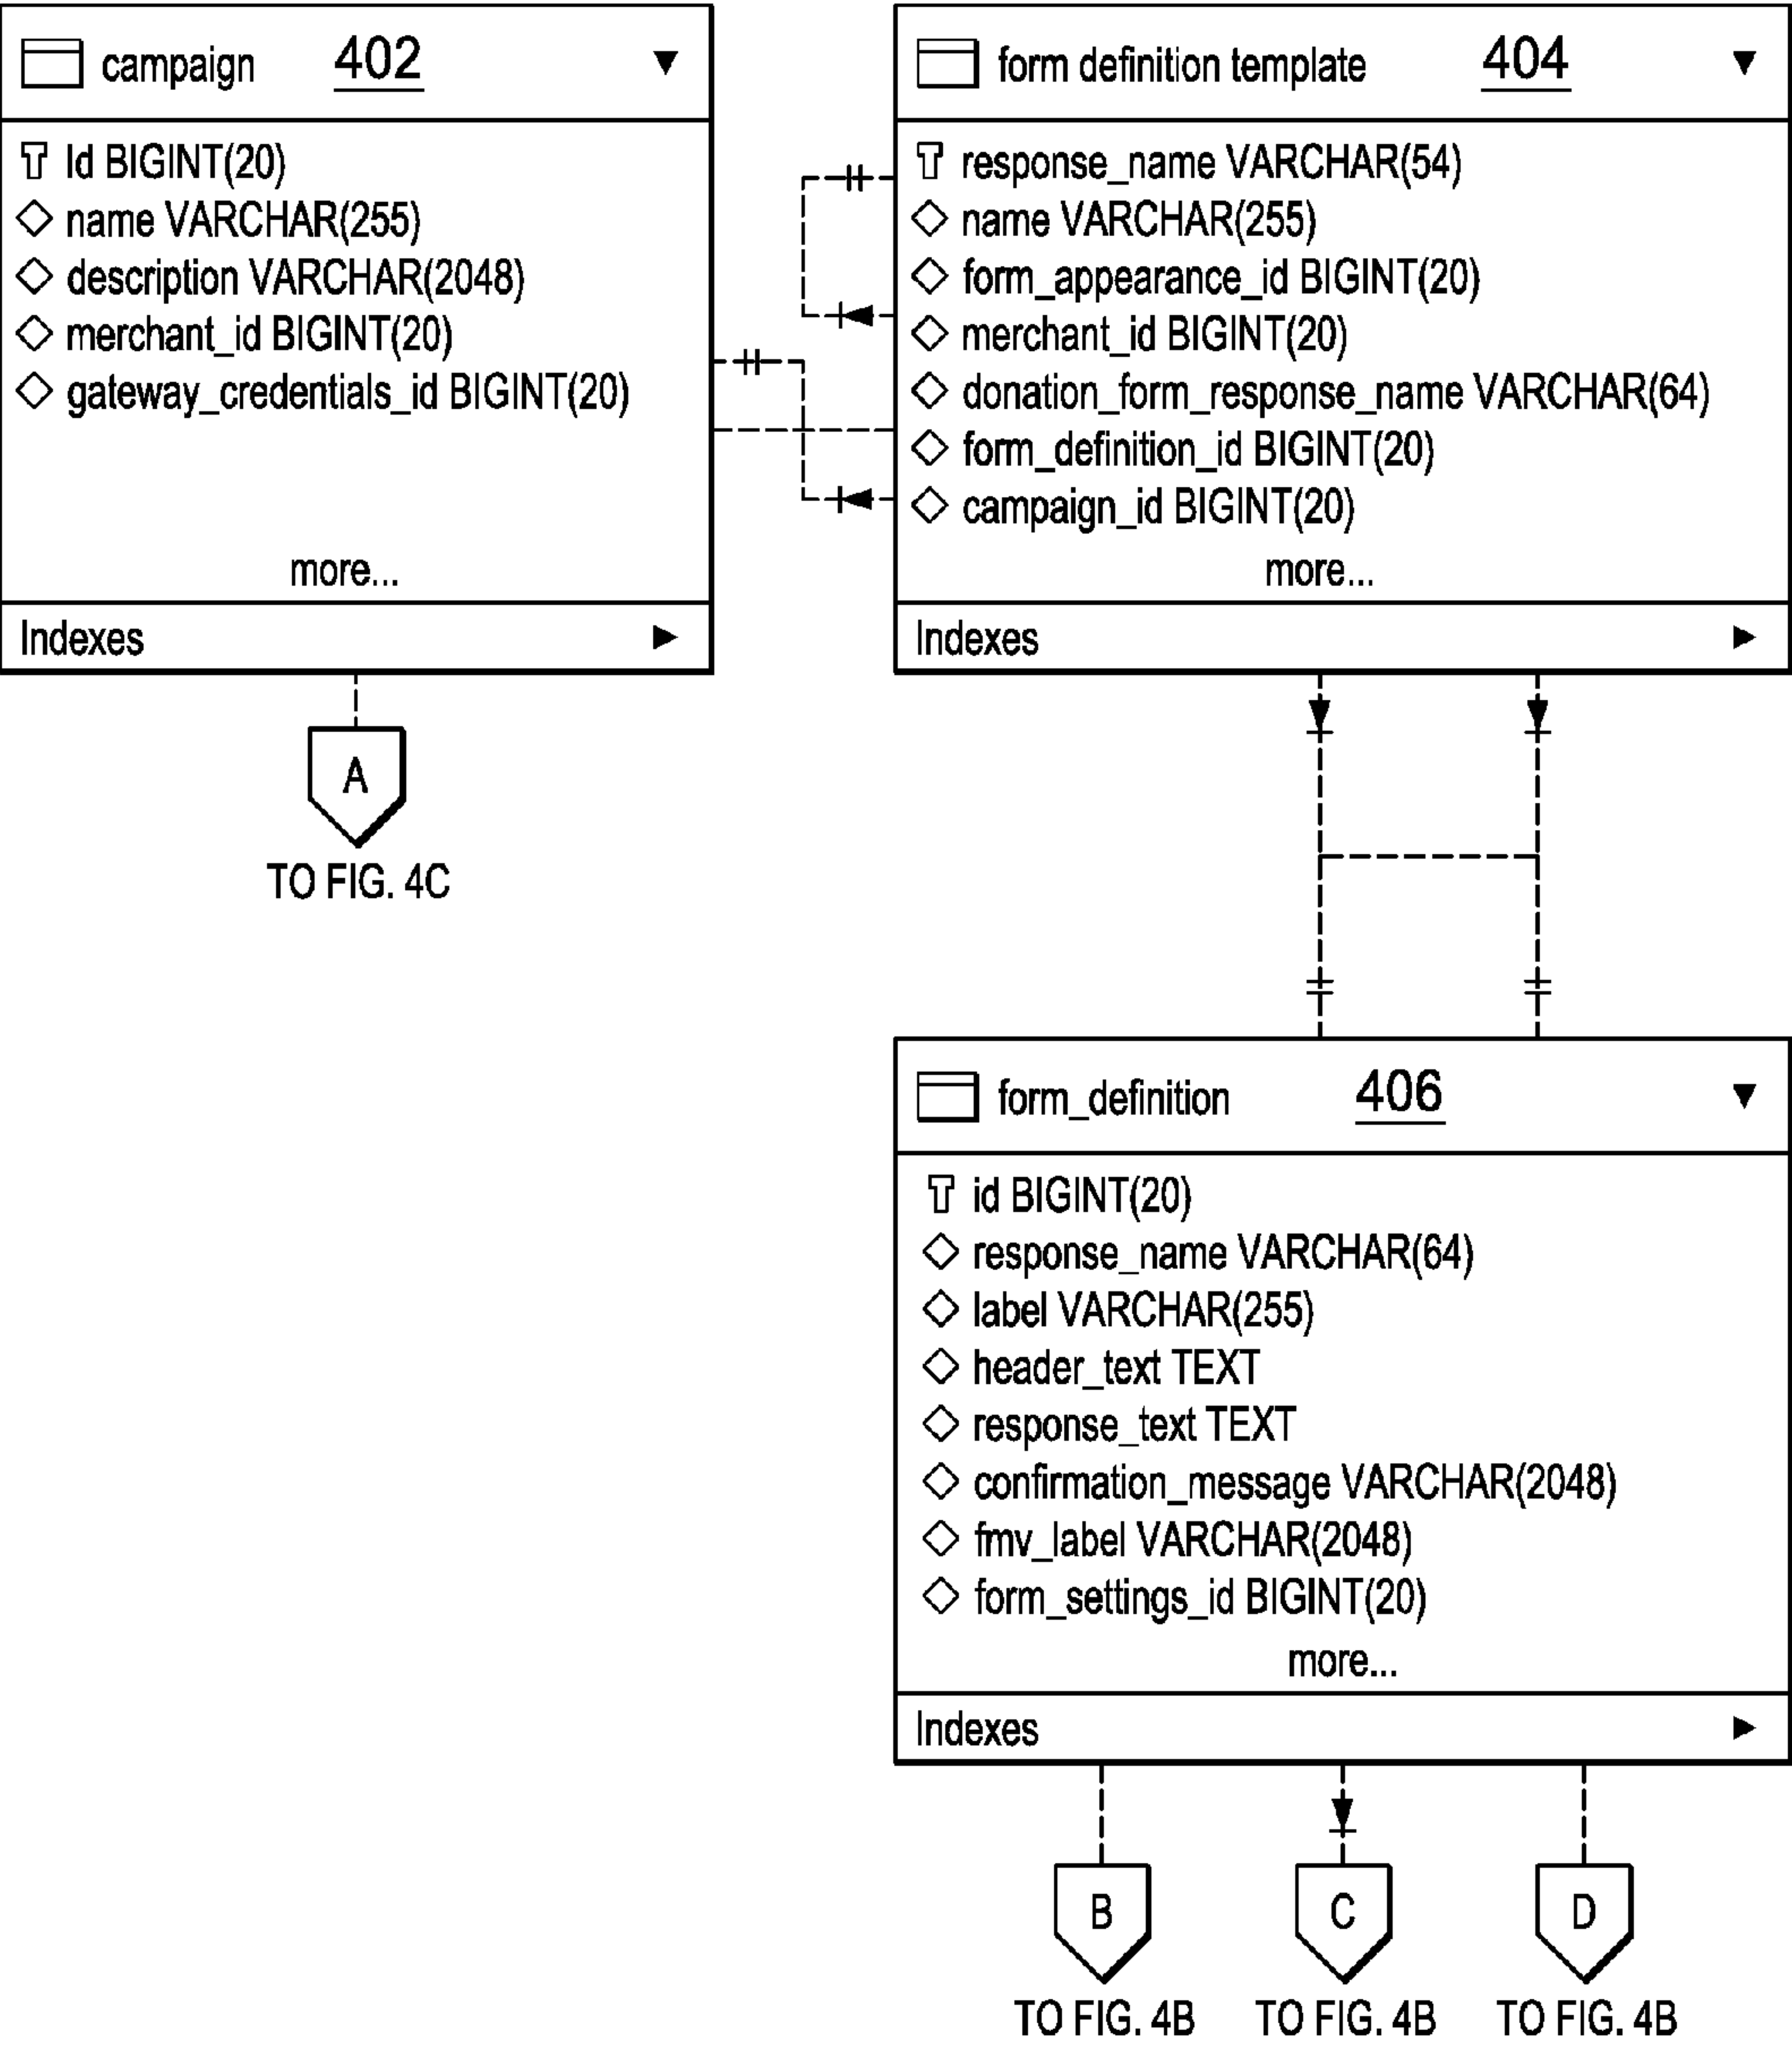 campaign 402
Id BIGINT(20)
name VARCHAR(255)
description VARCHAR(2048)
merchant_id BIGINT(20)
gateway_credentials_id BIGINT(20)
more...
Indexes
A
TO FIG. 4C
form definition template 404
response_name VARCHAR(54)
name VARCHAR(255)
form_appearance_id BIGINT(20)
merchant_id BIGINT(20)
donation_form_response_name VARCHAR(64)
form_definition_id BIGINT(20)
campaign_id BIGINT(20)
more...
Indexes
form_definition 406
id BIGINT(20)
response_name VARCHAR(64)
label VARCHAR(255)
header_text TEXT
response_text TEXT
confirmation_message VARCHAR(2048)
fmv_label VARCHAR(2048)
form_settings_id BIGINT(20)
more...
Indexes
B
TO FIG. 4B
C
TO FIG. 4B
D
TO FIG. 4B